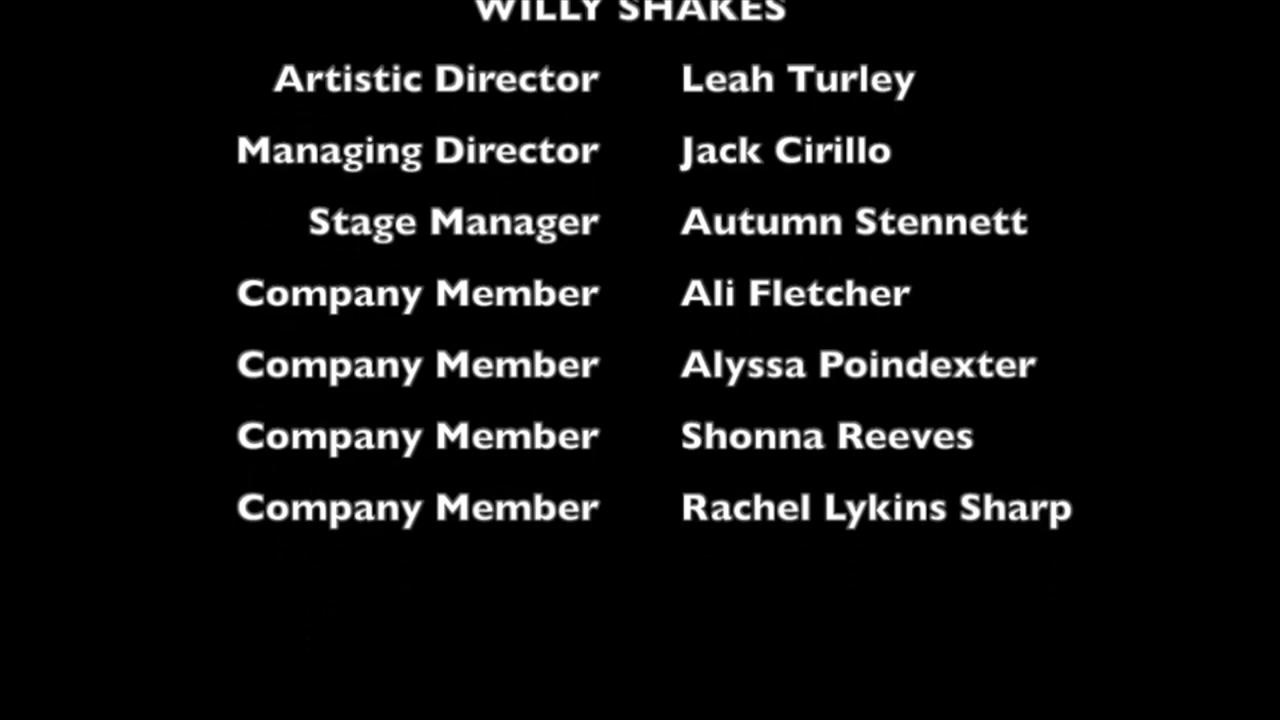 WILLY SHAKES
Artistic Director Leah Turley
Managing Director Jack Cirillo
Stage Manager Autumn Stennett
Company Member Ali Fletcher
Company Member Alyssa Poindexter
Company Member Shonna Reeves
Company Member Rachel Lykins Sharp